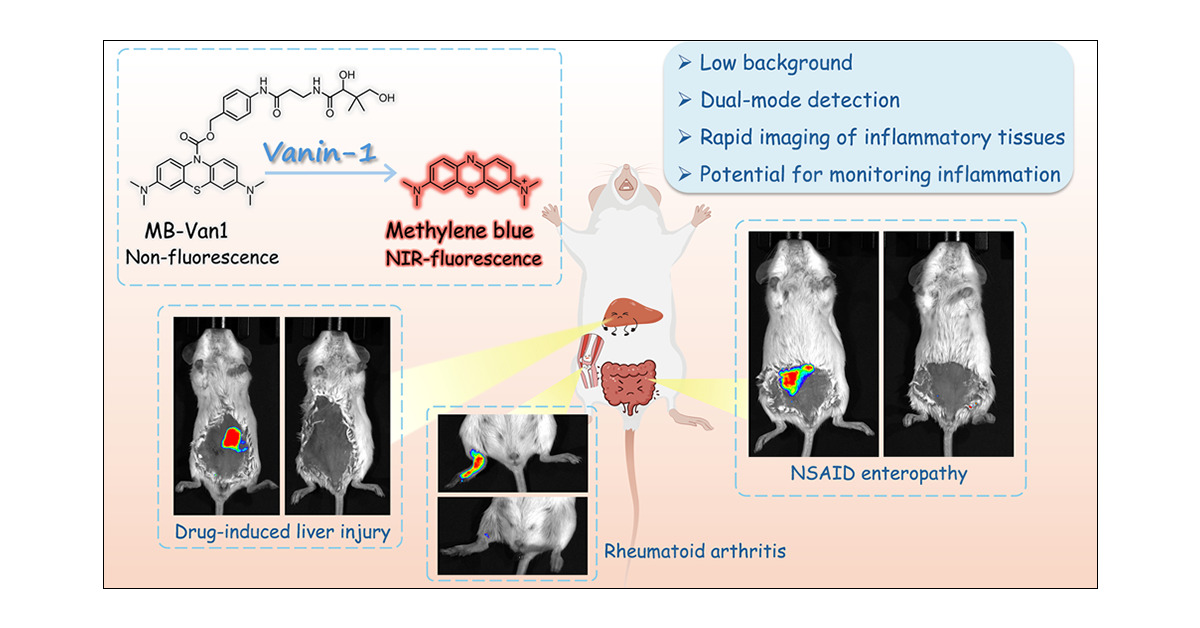 H
N
O
H
N
O
OH
OH
O
O
N
N
S
N
Vanin-1
N
N
S
N+
MB-Van1
Non-fluorescence
Methylene blue
NIR-fluorescence
➢ Low background
➢ Dual-mode detection
➢ Rapid imaging of inflammatory tissues
➢ Potential for monitoring inflammation
Drug-induced liver injury
Rheumatoid arthritis
NSAID enteropathy